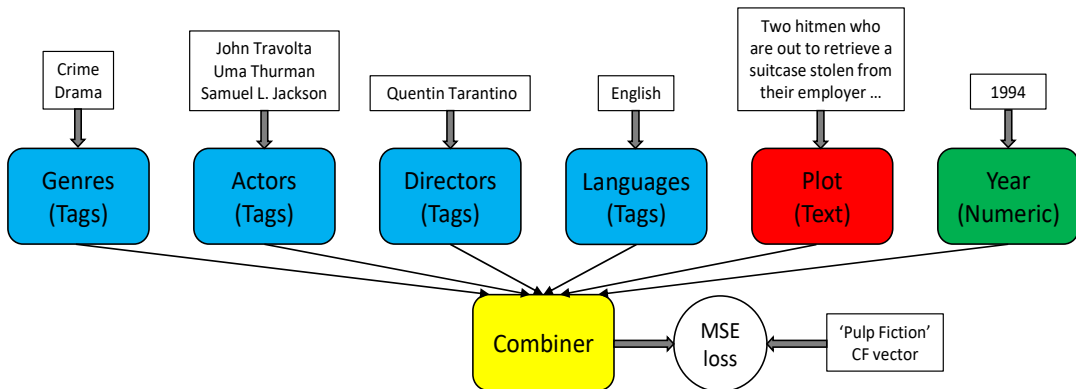 Crime
Drama
John Travolta
Uma Thurman
Samuel L. Jackson
Quentin Tarantino
English
Two hitmen who
are out to retrieve a
suitcase stolen from
their employer ...
1994
Genres
(Tags)
Actors
(Tags)
Directors
(Tags)
Languages
(Tags)
Plot
(Text)
Year
(Numeric)
Combiner
MSE
loss
‘Pulp Fiction’
CF vector